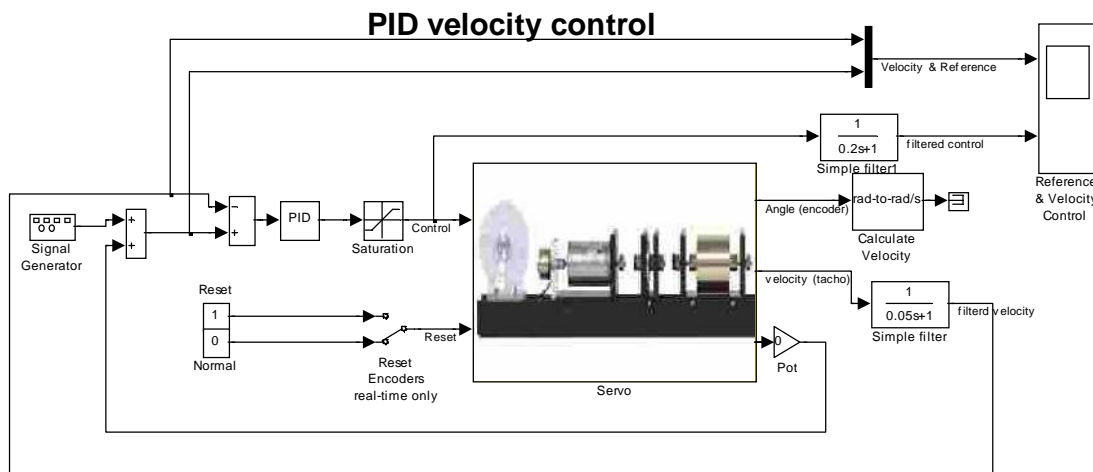 PID velocity control
Velocity & Reference
1
0.2s+1
filtered control
Simple filter1
Reference
& Velocity
Control
Signal
Generator
+
+
−
+
PID
Saturation
Control
Angle (encoder)
rad-to-rad/s
Calculate
Velocity
velocity (tacho)
1
0.05s+1
filterd velocity
Simple filter
Reset
1
0
Normal
Reset
Reset
Encoders
real-time only
Servo
0
Pot